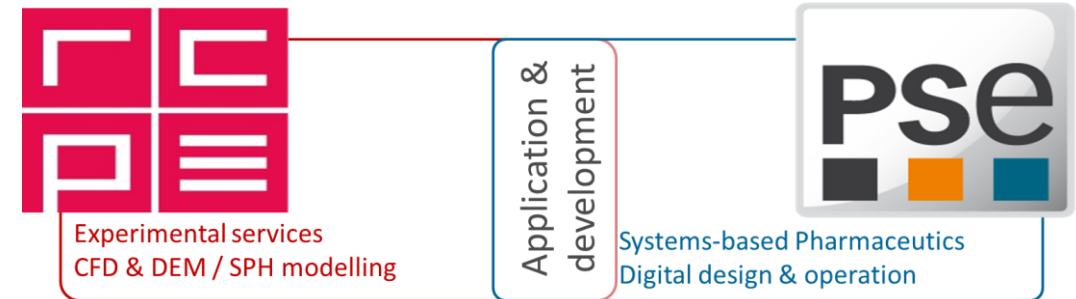 rc
pe
Experimental services
CFD & DEM / SPH modelling
Application &
development
PSe
Systems-based Pharmaceutics
Digital design & operation